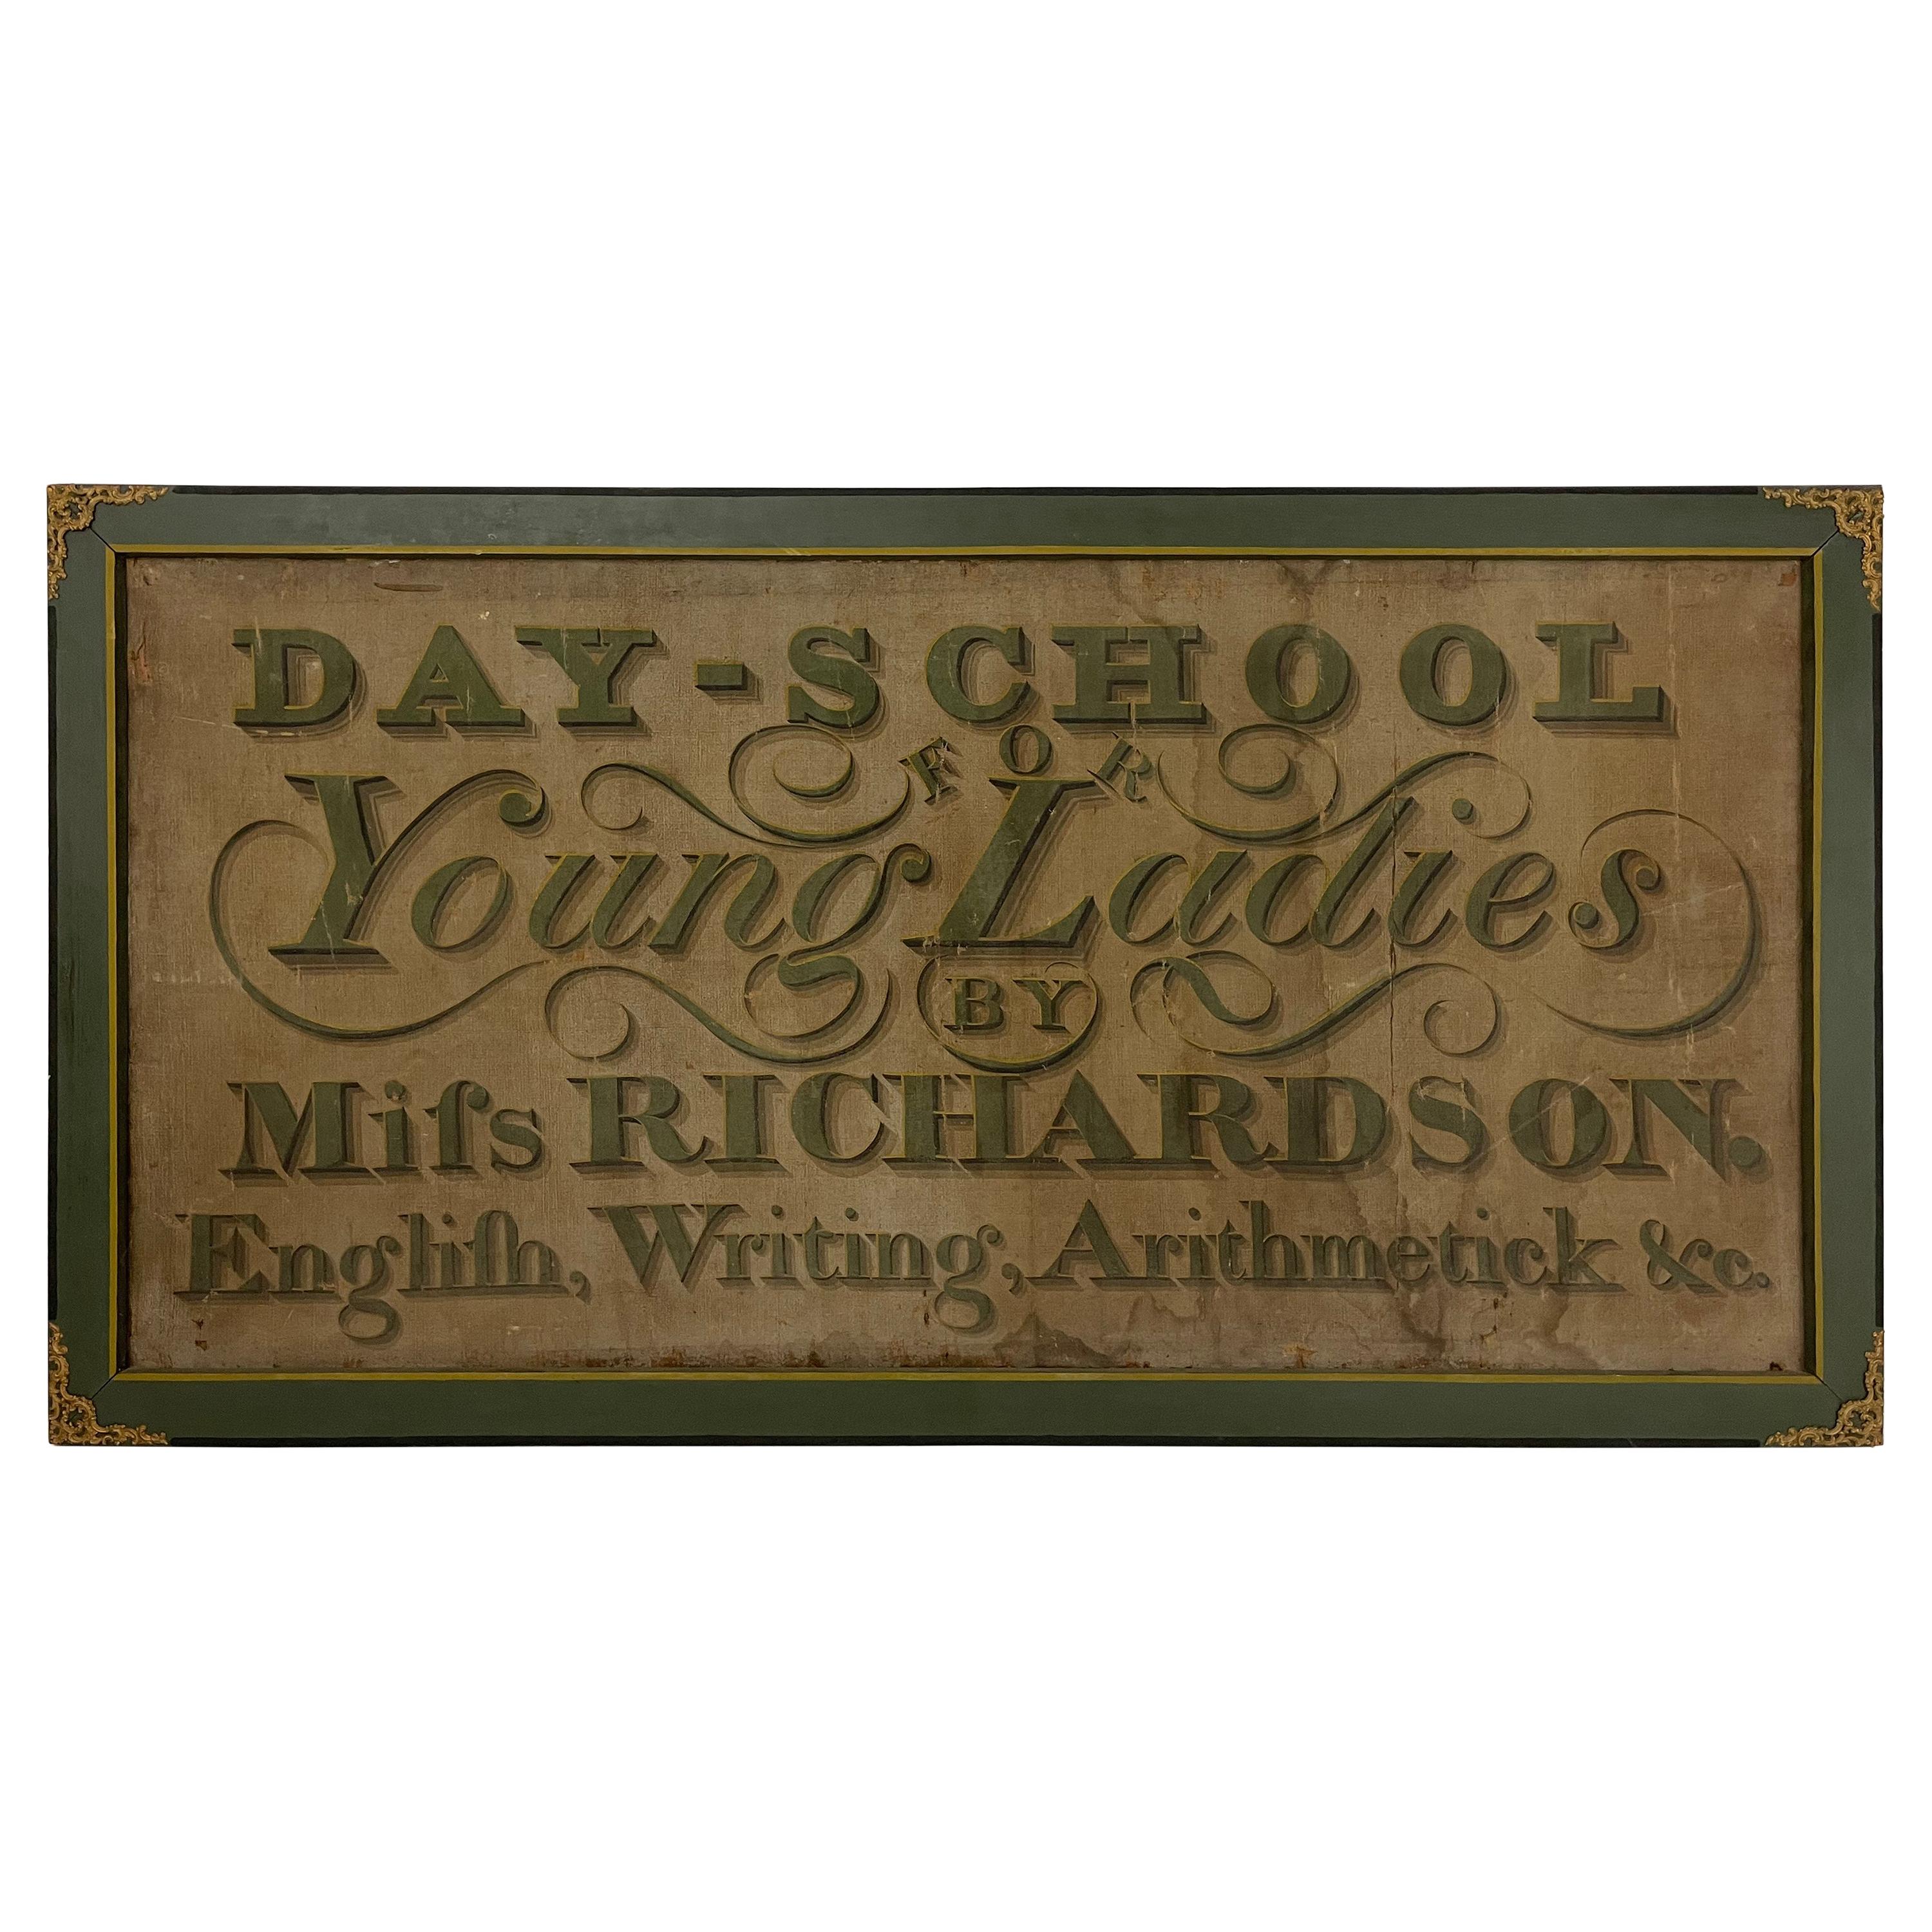 DAY-SCHOOL
FOR
Young Ladies
BY
Miſs RICHARDSON.
Engliſh, Writing, Arithmetick &c.